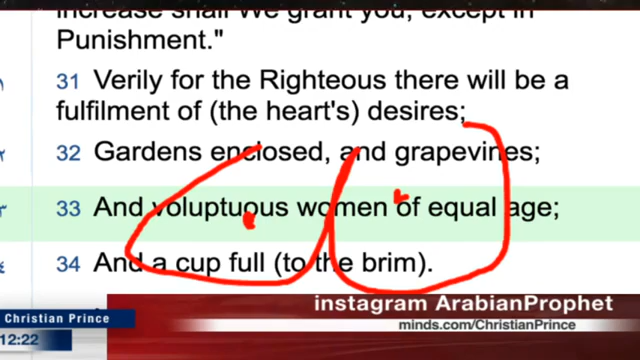 increase shall We grant you, except in
Punishment."
31 Verily for the Righteous there will be a
fulfilment of (the heart's) desires;
32 Gardens enclosed, and grapevines;
33 And voluptuous women of equal age;
34 And a cup full (to the brim).
instagram ArabianProphet
Christian Prince
minds.com/ChristianPrince
12:22